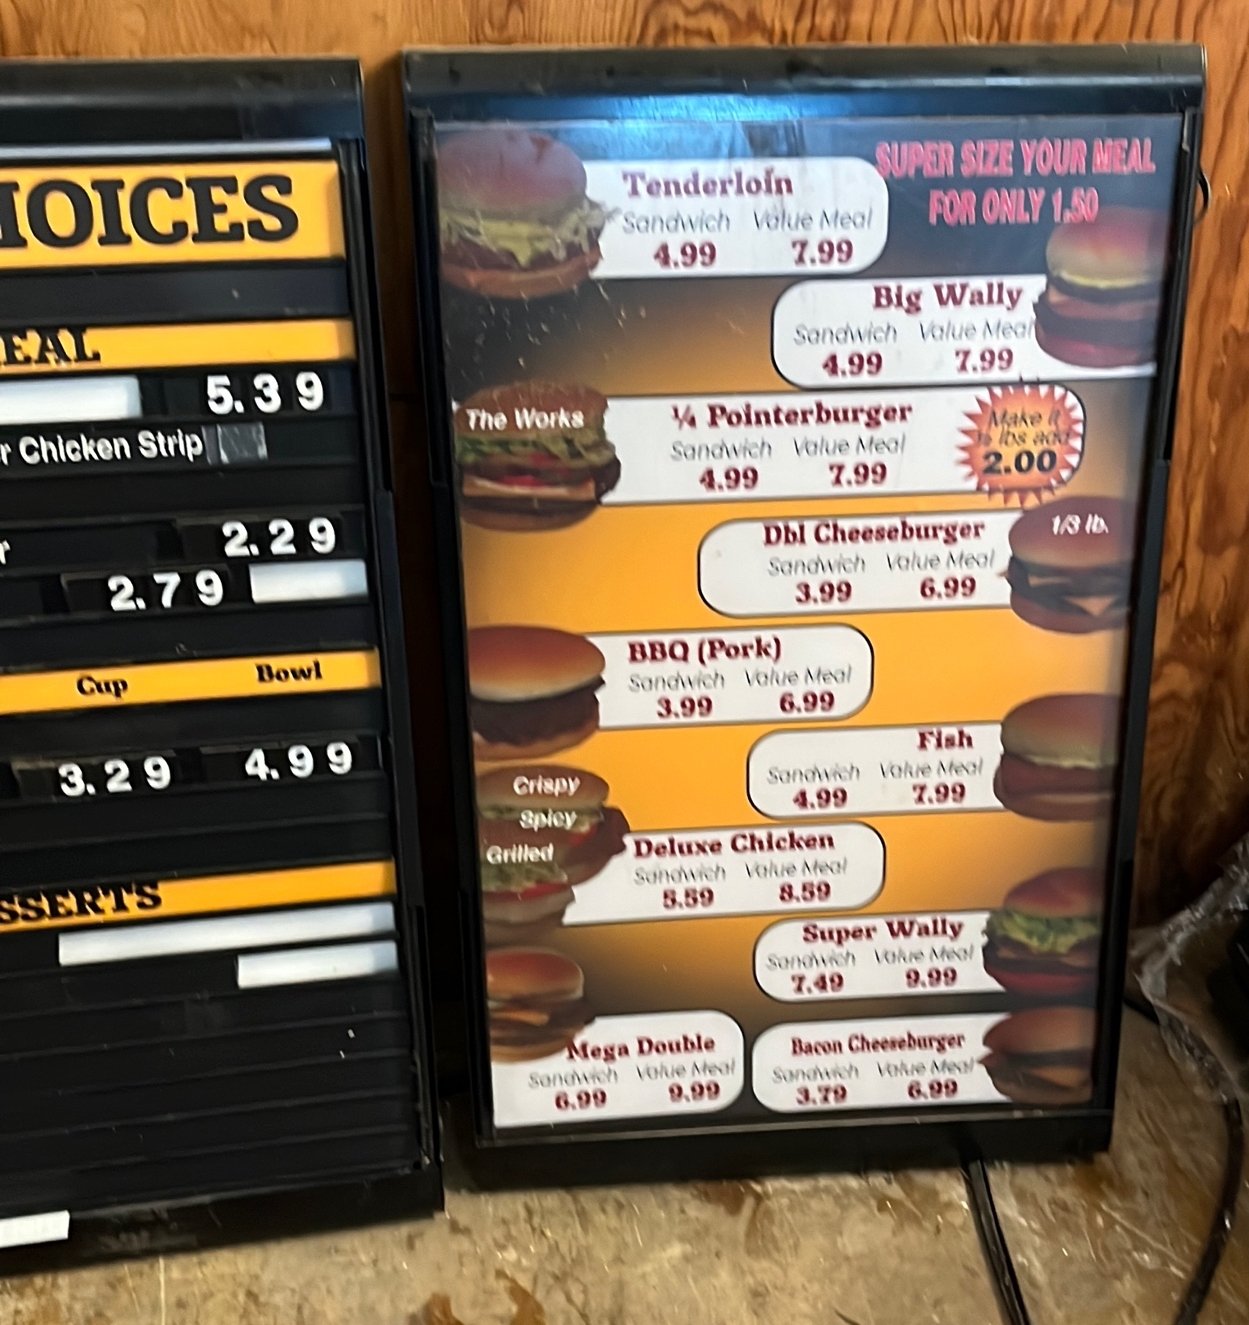 HOICES
EAL
5.39
r Chicken Strip
2.29
2.79
Cup Bowl
3.29 4.99
SSERTS
SUPER SIZE YOUR MEAL
FOR ONLY 1.50
Tenderloin
Sandwich Value Meal
4.99 7.99
Big Wally
Sandwich Value Meal
4.99 7.99
The Works
¼ Pointerburger
Sandwich Value Meal
4.99 7.99
Make it
lbs add
2.00
Dbl Cheeseburger
1/3 lb.
Sandwich Value Meal
3.99 6.99
BBQ (Pork)
Sandwich Value Meal
3.99 6.99
Fish
Sandwich Value Meal
4.99 7.99
Crispy
Spicy
Grilled
Deluxe Chicken
Sandwich Value Meal
5.59 8.59
Super Wally
Sandwich Value Meal
7.49 9.99
Mega Double
Sandwich Value Meal
6.99 9.99
Bacon Cheeseburger
Sandwich Value Meal
3.79 6.99